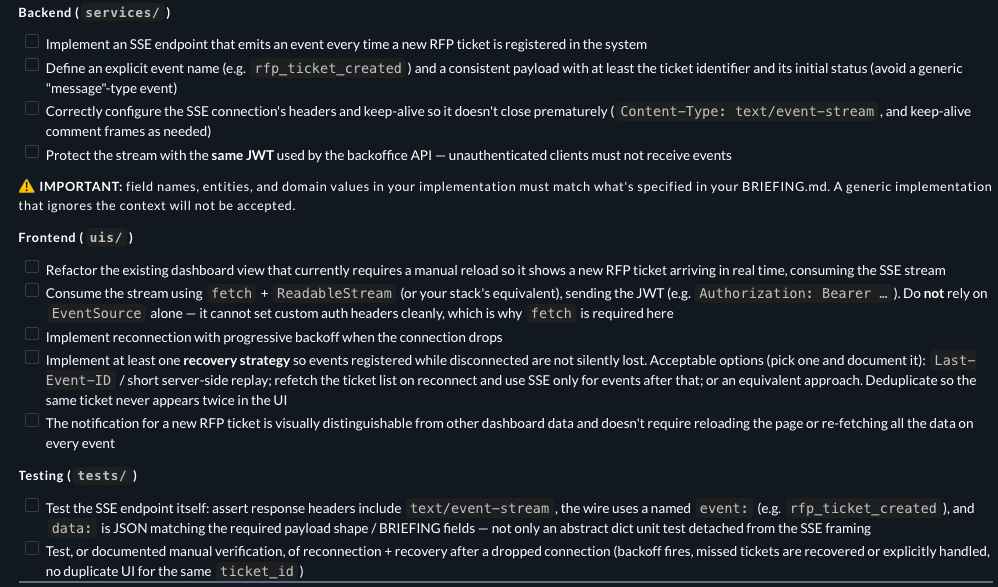 Backend ( services/ )
Implement an SSE endpoint that emits an event every time a new RFP ticket is registered in the system
Define an explicit event name (e.g. rfp_ticket_created ) and a consistent payload with at least the ticket identifier and its initial status (avoid a generic
"message"-type event)
Correctly configure the SSE connection's headers and keep-alive so it doesn't close prematurely ( Content-Type: text/event-stream , and keep-alive
comment frames as needed)
Protect the stream with the same JWT used by the backoffice API — unauthenticated clients must not receive events
⚠️ IMPORTANT: field names, entities, and domain values in your implementation must match what's specified in your BRIEFING.md. A generic implementation
that ignores the context will not be accepted.
Frontend ( uis/ )
Refactor the existing dashboard view that currently requires a manual reload so it shows a new RFP ticket arriving in real time, consuming the SSE stream
Consume the stream using fetch + ReadableStream (or your stack's equivalent), sending the JWT (e.g. Authorization: Bearer … ). Do not rely on
EventSource alone — it cannot set custom auth headers cleanly, which is why fetch is required here
Implement reconnection with progressive backoff when the connection drops
Implement at least one recovery strategy so events registered while disconnected are not silently lost. Acceptable options (pick one and document it): Last-
Event-ID / short server-side replay; refetch the ticket list on reconnect and use SSE only for events after that; or an equivalent approach. Deduplicate so the
same ticket never appears twice in the UI
The notification for a new RFP ticket is visually distinguishable from other dashboard data and doesn't require reloading the page or re-fetching all the data on
every event
Testing ( tests/ )
Test the SSE endpoint itself: assert response headers include text/event-stream , the wire uses a named event: (e.g. rfp_ticket_created ), and
data: is JSON matching the required payload shape / BRIEFING fields — not only an abstract dict unit test detached from the SSE framing
Test, or documented manual verification, of reconnection + recovery after a dropped connection (backoff fires, missed tickets are recovered or explicitly handled,
no duplicate UI for the same ticket_id )